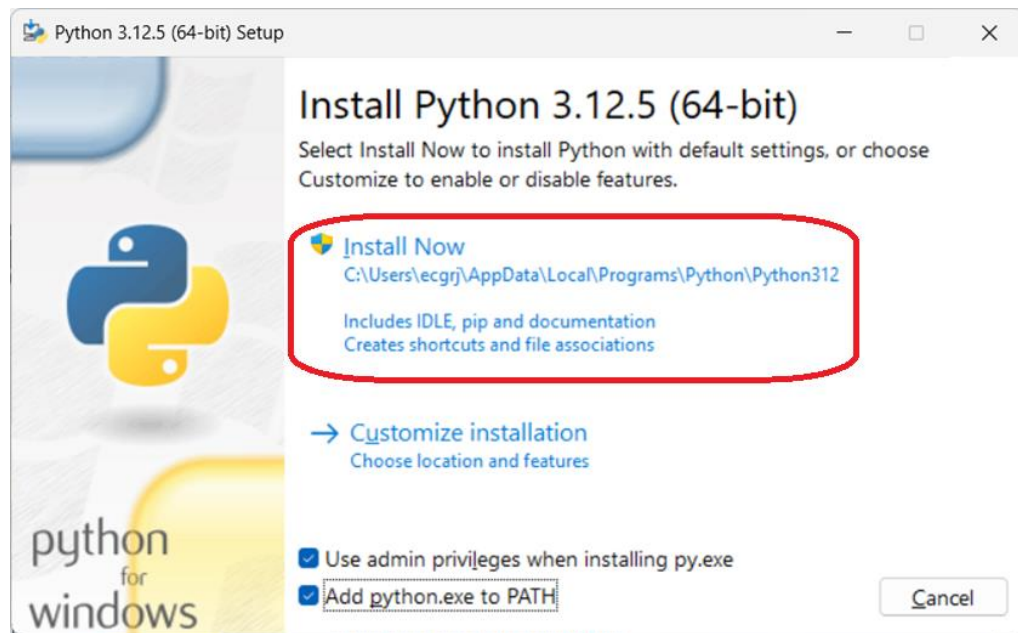 Python 3.12.5 (64-bit) Setup
Install Python 3.12.5 (64-bit)
Select Install Now to install Python with default settings, or choose
Customize to enable or disable features.
Install Now
C:\Users\ecgrj\AppData\Local\Programs\Python\Python312
Includes IDLE, pip and documentation
Creates shortcuts and file associations
Customize installation
Choose location and features
python
for
windows
Use admin privileges when installing py.exe
Add python.exe to PATH
Cancel